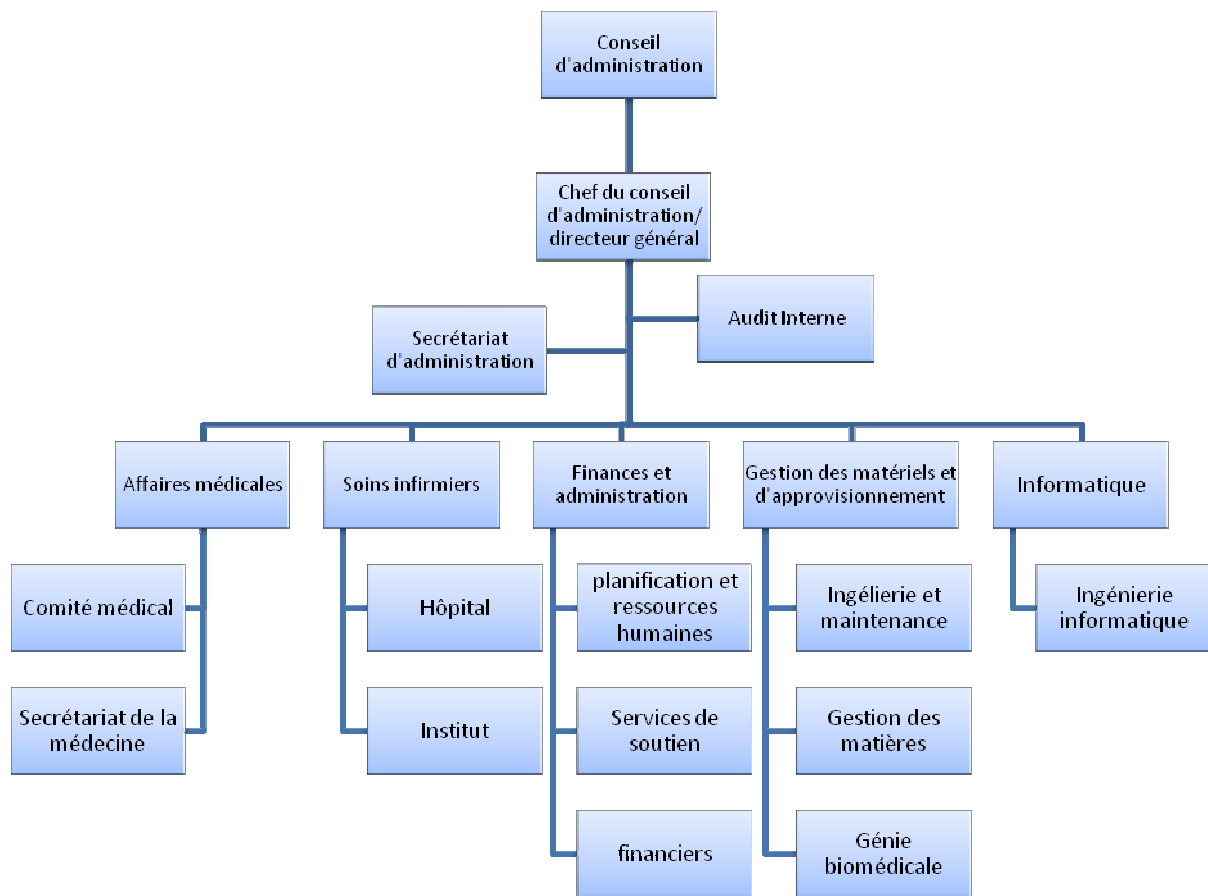 Conseil
d'administration
Chef du conseil
d'administration/
directeur général
Audit Interne
Secrétariat
d'administration
Affaires médicales
Soins infirmiers
Finances et
administration
Gestion des matériels et
d'approvisionnement
Informatique
Comité médical
Hôpital
planification et
ressources
humaines
Ingélierie et
maintenance
Ingénierie
informatique
Secrétariat de la
médecine
Institut
Services de
soutien
Gestion des
matières
financiers
Génie
biomédicale